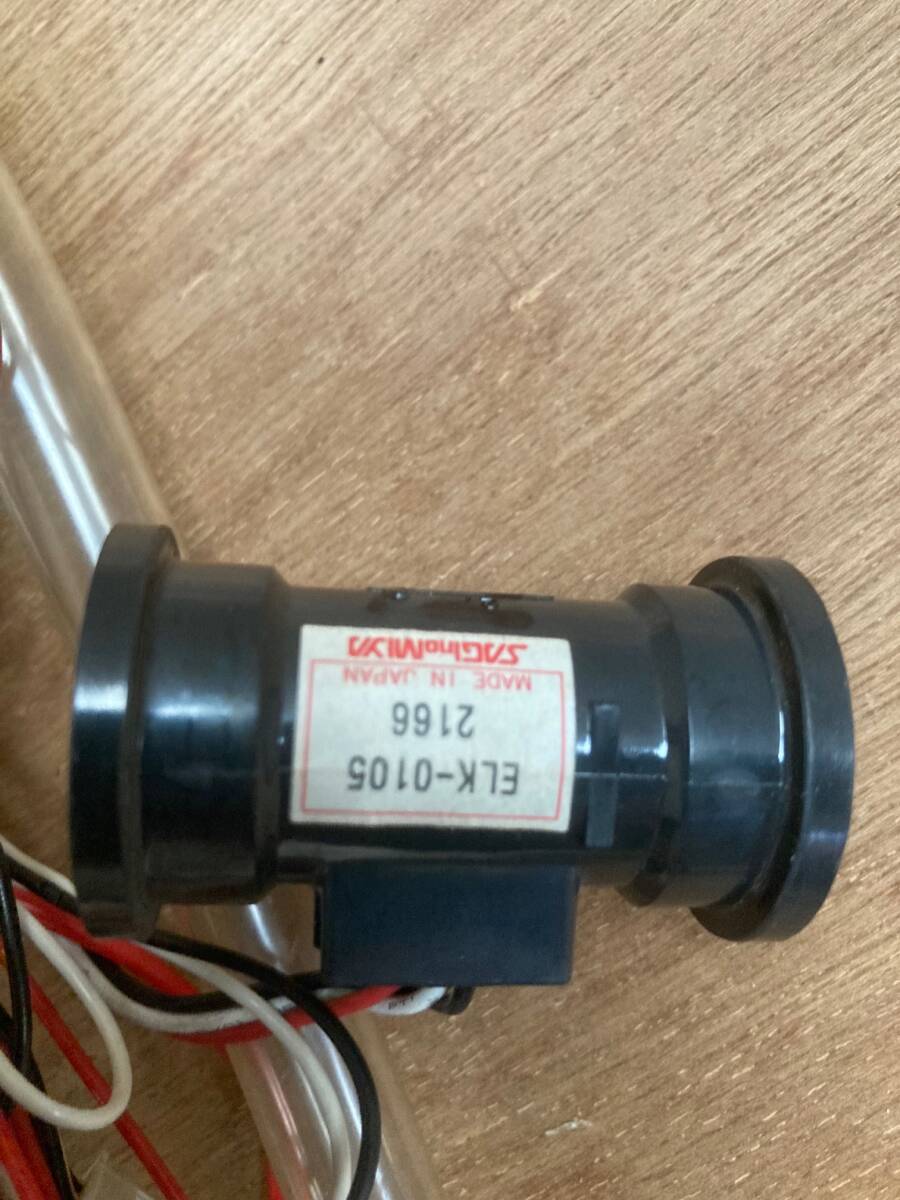 ELK-0105
2166
MADE IN JAPAN
SAGInoMIYA